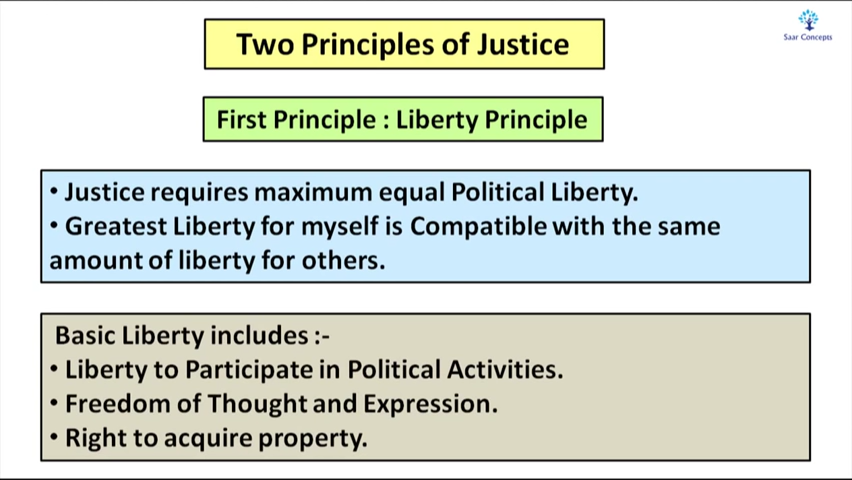 Saar Concepts
Two Principles of Justice
First Principle : Liberty Principle
• Justice requires maximum equal Political Liberty.
• Greatest Liberty for myself is Compatible with the same
amount of liberty for others.
Basic Liberty includes :-
• Liberty to Participate in Political Activities.
• Freedom of Thought and Expression.
• Right to acquire property.